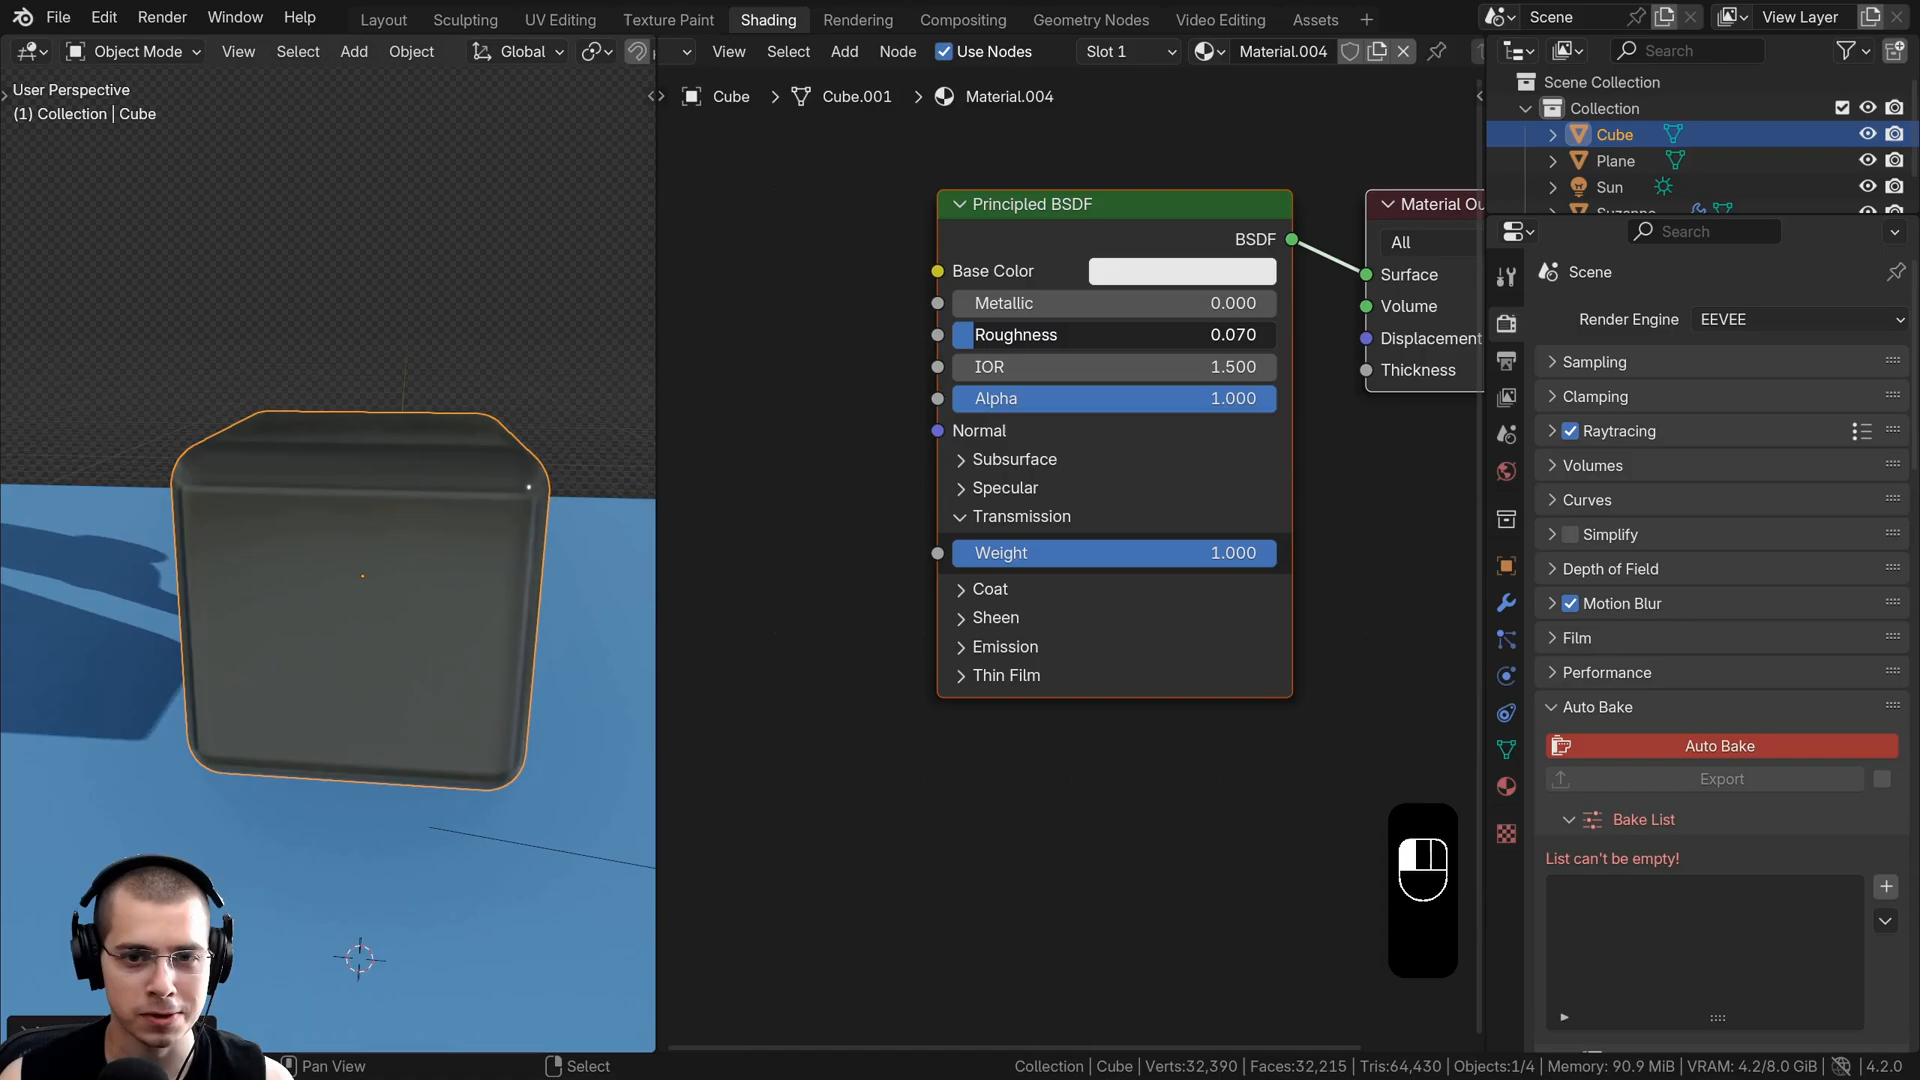 File Edit Render Window Help Layout Sculpting UV Editing Texture Paint Shading Rendering Compositing Geometry Nodes Video Editing Assets + Scene View Layer
Object Mode View Select Add Object Global
View Select Add Node Use Nodes Slot 1 Material.004
Search
User Perspective
(1) Collection | Cube
Cube > Cube.001 > Material.004
Principled BSDF
BSDF
Base Color
Metallic 0.000
Roughness 0.070
IOR 1.500
Alpha 1.000
Normal
Subsurface
Specular
Transmission
Weight 1.000
Coat
Sheen
Emission
Thin Film
Material Ou
All
Surface
Volume
Displacement
Thickness
Scene Collection
Collection
Cube
Plane
Sun
Suzanne
Search
Scene
Render Engine EEVEE
Sampling
Clamping
Raytracing
Volumes
Curves
Simplify
Depth of Field
Motion Blur
Film
Performance
Auto Bake
Auto Bake
Export
Bake List
List can't be empty!
Pan View Select
Collection | Cube | Verts:32,390 | Faces:32,215 | Tris:64,430 | Objects:1/4 | Memory: 90.9 MiB | VRAM: 4.2/8.0 GiB | 4.2.0